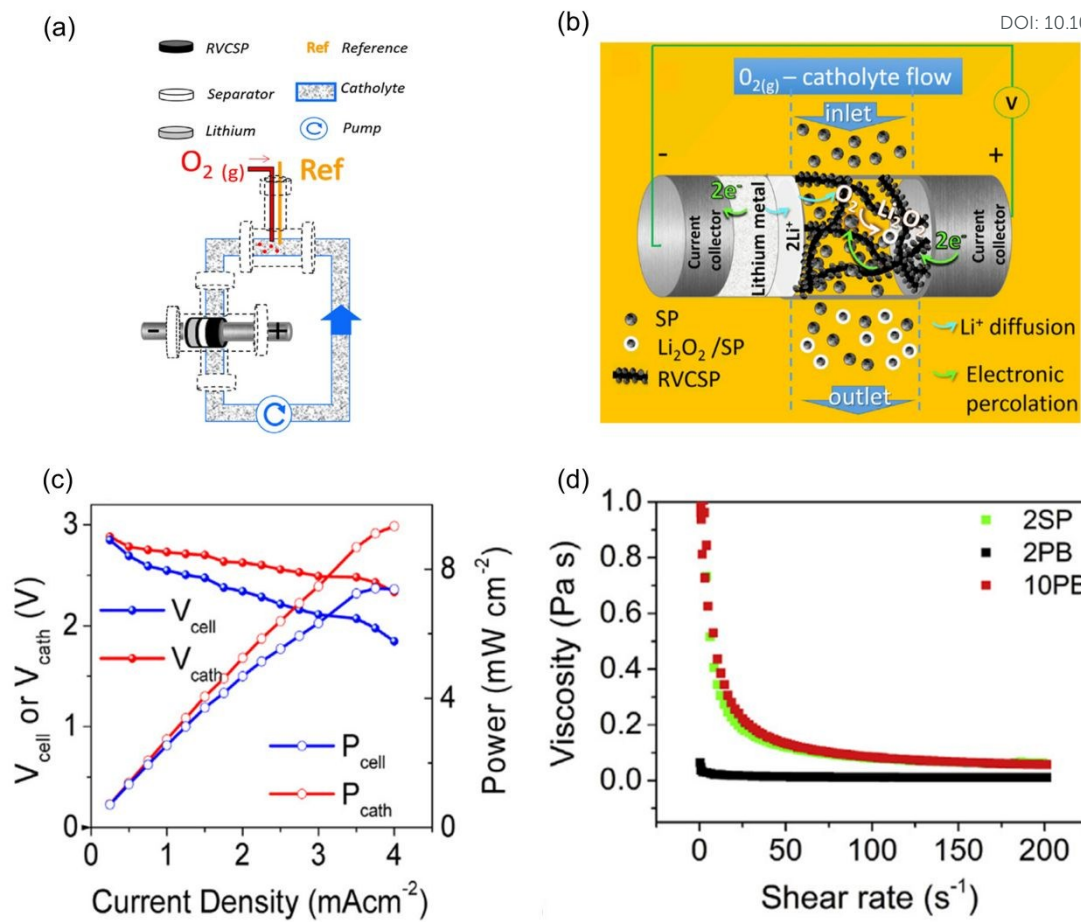 (a)
RVCSP
Ref Reference
Separator
Catholyte
Lithium
Pump
O2 (g)
Ref
-
+
(b)
DOI: 10.10
O2(g) – catholyte flow
inlet
V
-
+
Current collector
2e-
Lithium metal
2Li+
O2
Li2O2
2e-
Current collector
SP
Li2O2 /SP
RVCSP
Li+ diffusion
Electronic
percolation
outlet
(c)
3
2
1
0
Vcell or Vcath (V)
Vcell
Vcath
Pcell
Pcath
8
4
0
Power (mW cm-2)
0 1 2 3 4
Current Density (mAcm-2)
(d)
1.0
0.8
0.6
0.4
0.2
0.0
Viscosity (Pa s)
2SP
2PB
10PB
0 50 100 150 200
Shear rate (s-1)